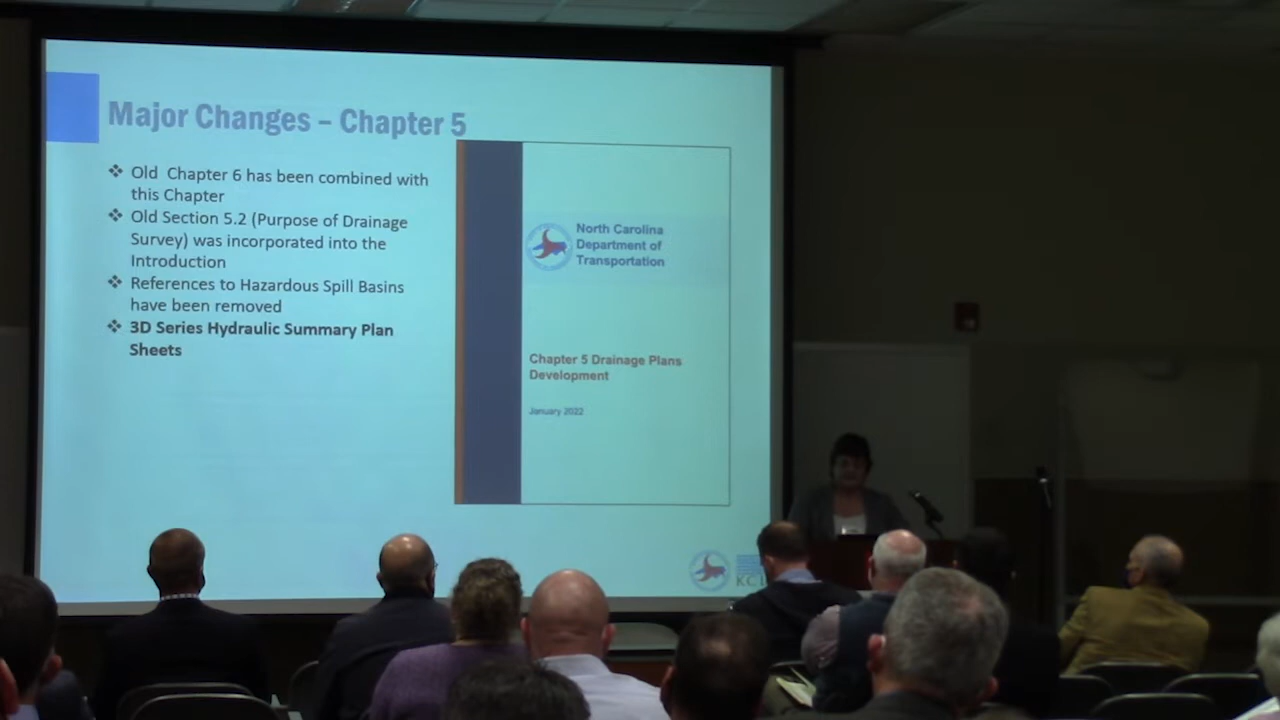 Major Changes – Chapter 5
❖ Old Chapter 6 has been combined with
this Chapter
❖ Old Section 5.2 (Purpose of Drainage
Survey) was incorporated into the
Introduction
❖ References to Hazardous Spill Basins
have been removed
❖ 3D Series Hydraulic Summary Plan
Sheets
North Carolina
Department of
Transportation
Chapter 5 Drainage Plans
Development
January 2022
KCI